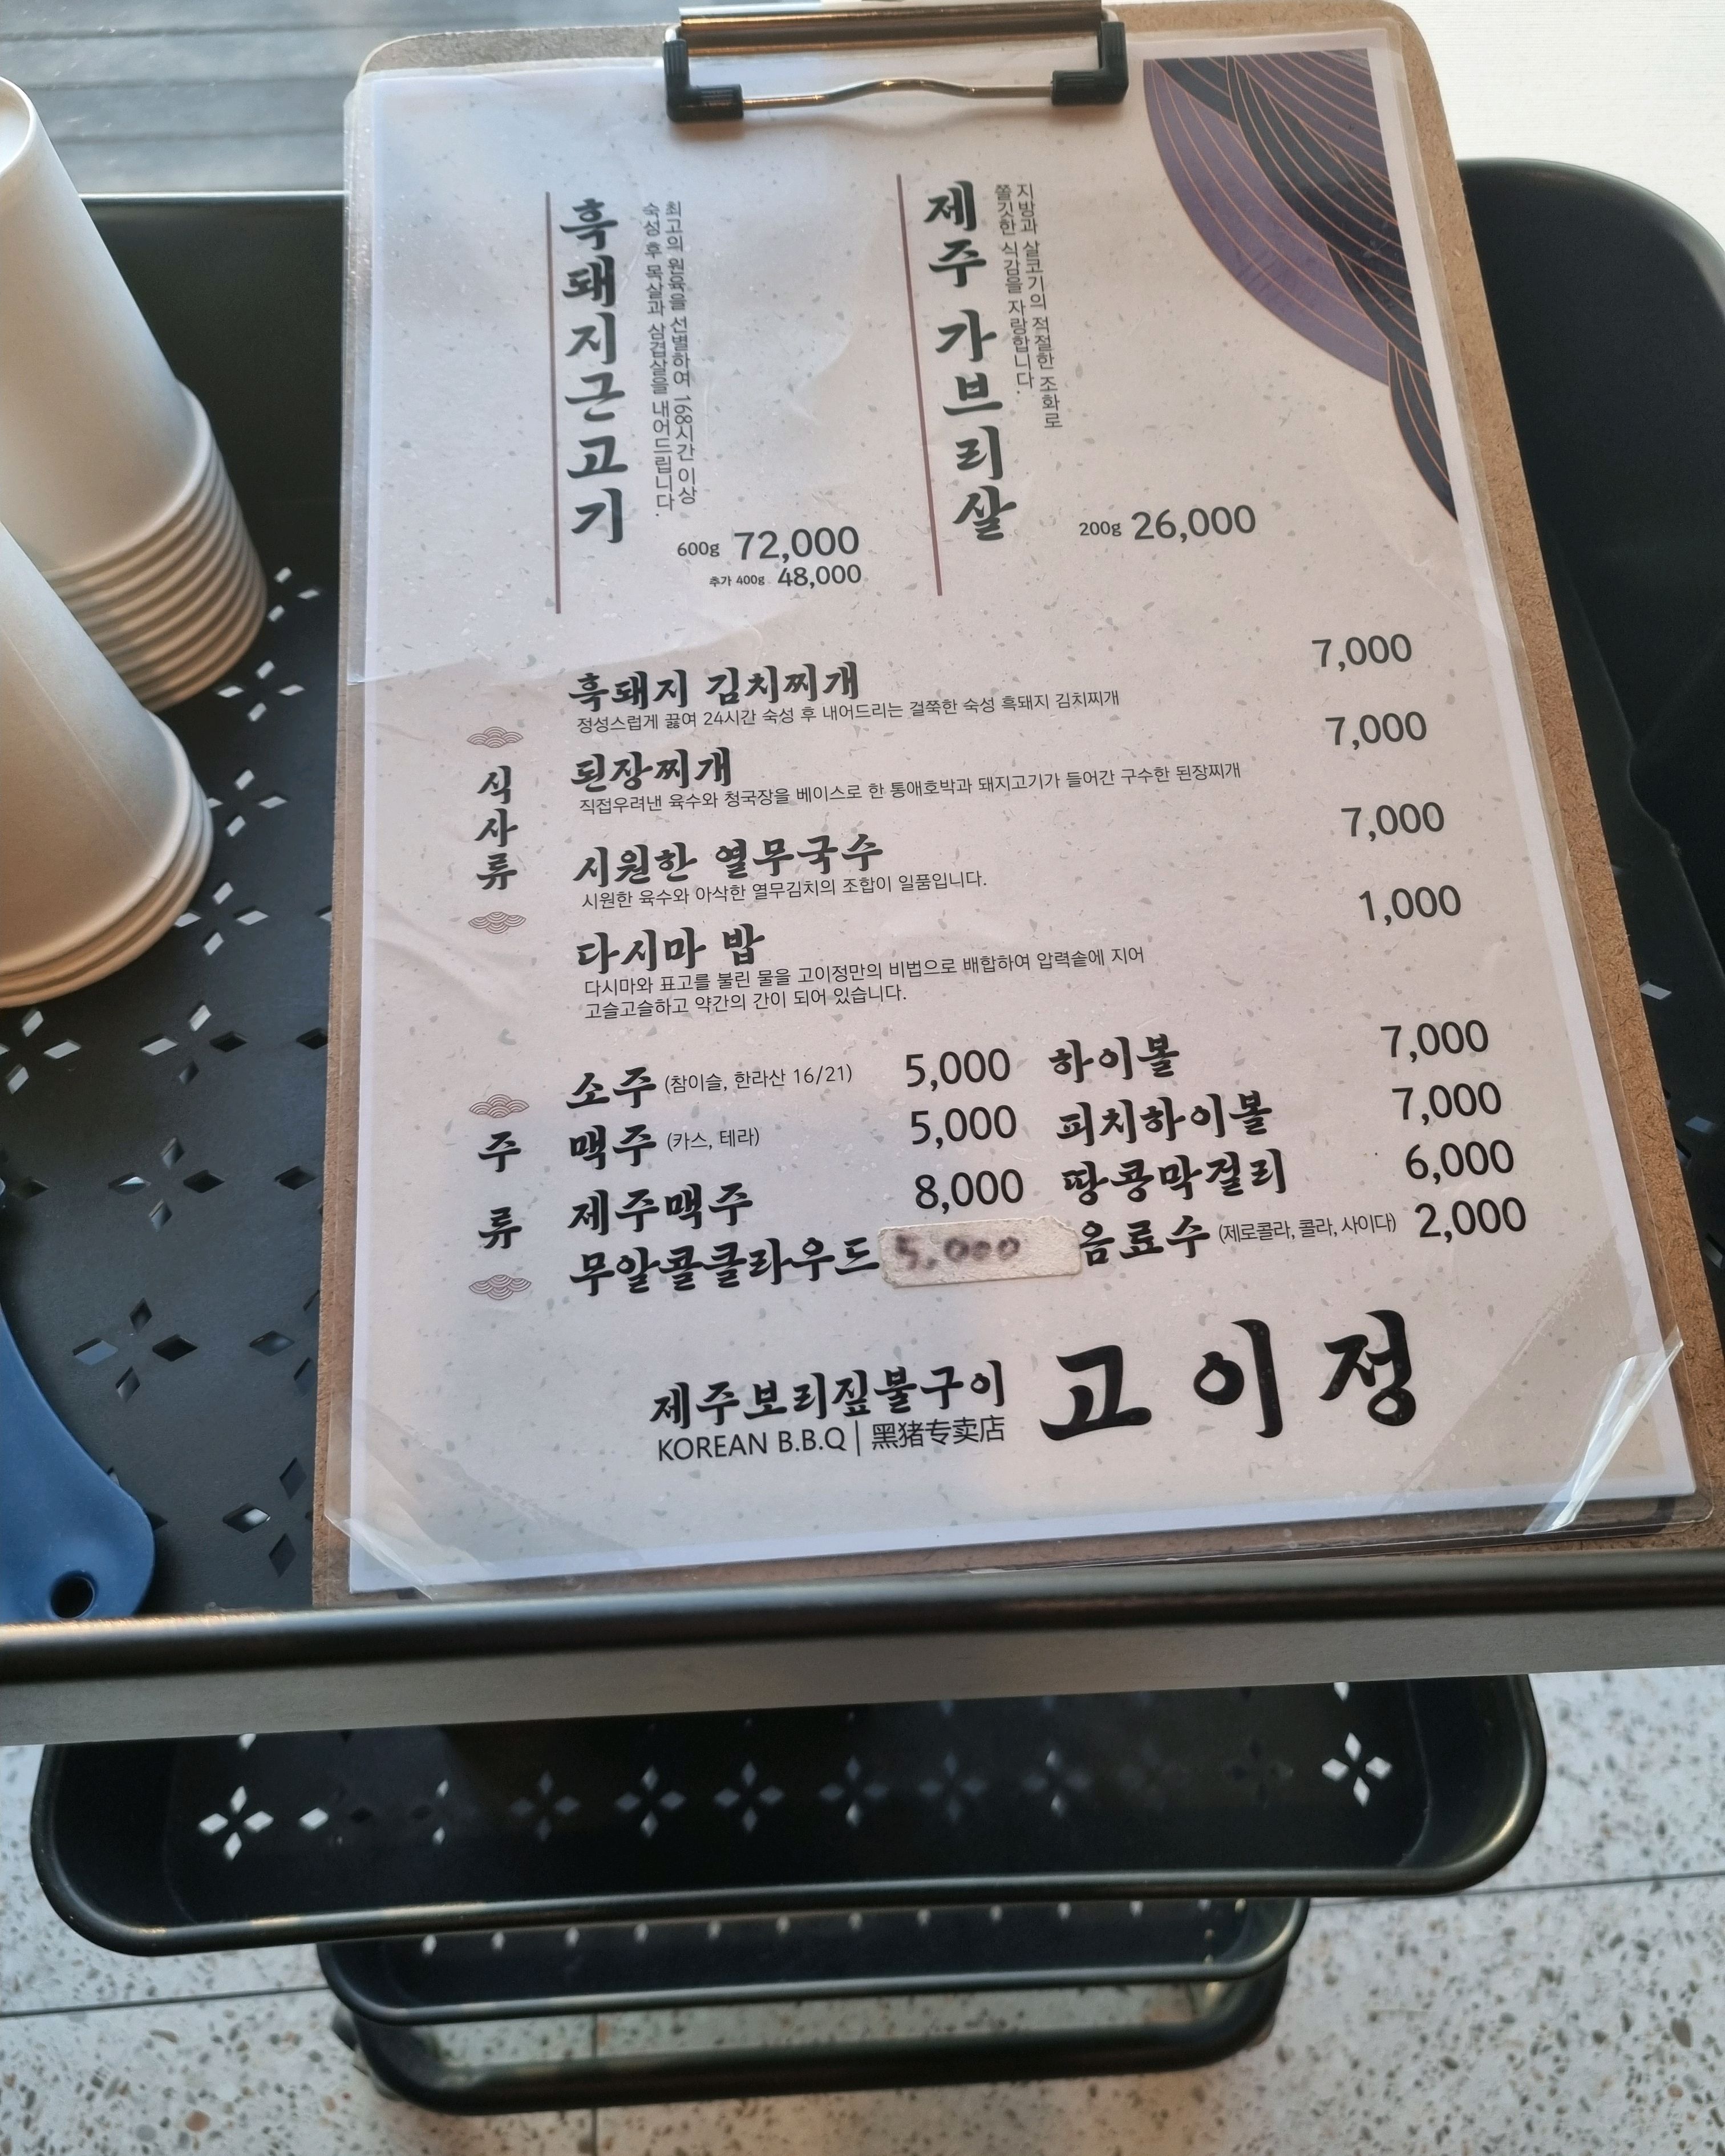 흑돼지근고기
최고의 원육을 선별하여 168시간 이상
숙성 후 목살과 삼겹살을 내어드립니다.
600g 72,000
추가 400g 48,000
제주 가브리살
지방과 살코기의 적절한 조화로
쫄깃한 식감을 자랑합니다.
200g 26,000
식사류
흑돼지 김치찌개 7,000
정성스럽게 끓여 24시간 숙성 후 내어드리는 걸쭉한 숙성 흑돼지 김치찌개
된장찌개 7,000
직접우려낸 육수와 청국장을 베이스로 한 통애호박과 돼지고기가 들어간 구수한 된장찌개
시원한 열무국수 7,000
시원한 육수와 아삭한 열무김치의 조합이 일품입니다.
다시마 밥 1,000
다시마와 표고를 불린 물을 고이정만의 비법으로 배합하여 압력솥에 지어
고슬고슬하고 약간의 간이 되어 있습니다.
주류
소주 (참이슬, 한라산 16/21) 5,000
맥주 (카스, 테라) 5,000
제주맥주 8,000
무알콜클라우드 5,000
하이볼 7,000
피치하이볼 7,000
땅콩막걸리 6,000
음료수 (제로콜라, 콜라, 사이다) 2,000
제주보리짚불구이
KOREAN B.B.Q | 黑猪专卖店
고이정